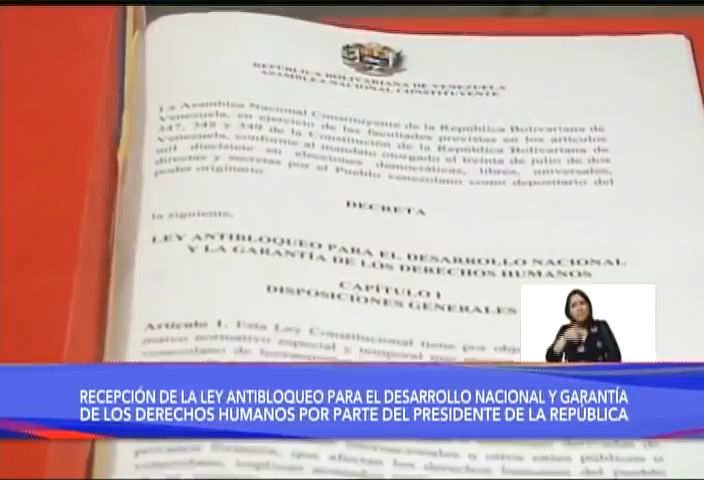 REPÚBLICA BOLIVARIANA DE VENEZUELA
ASAMBLEA NACIONAL CONSTITUYENTE
La Asamblea Nacional Constituyente de la República Bolivariana de
Venezuela, en ejercicio de las facultades previstas en los artículos
347, 348 y 349 de la Constitución de la República Bolivariana de
Venezuela, conforme al mandato otorgado el treinta de julio de dos
mil diecisiete en elecciones democráticas, libres, universales,
directas y secretas por el Pueblo venezolano como depositario del
poder originario.
DECRETA
la siguiente,
LEY ANTIBLOQUEO PARA EL DESARROLLO NACIONAL
Y LA GARANTÍA DE LOS DERECHOS HUMANOS
CAPÍTULO I
DISPOSICIONES GENERALES
Artículo 1. Esta Ley Constitucional tiene por
marco normativo especial y temporal que
RECEPCIÓN DE LA LEY ANTIBLOQUEO PARA EL DESARROLLO NACIONAL Y GARANTÍA
DE LOS DERECHOS HUMANOS POR PARTE DEL PRESIDENTE DE LA REPÚBLICA